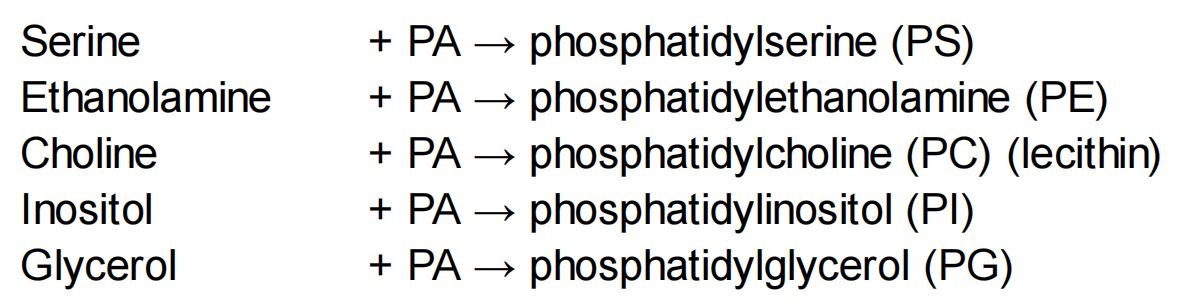 Serine + PA → phosphatidylserine (PS)
Ethanolamine + PA → phosphatidylethanolamine (PE)
Choline + PA → phosphatidylcholine (PC) (lecithin)
Inositol + PA → phosphatidylinositol (PI)
Glycerol + PA → phosphatidylglycerol (PG)